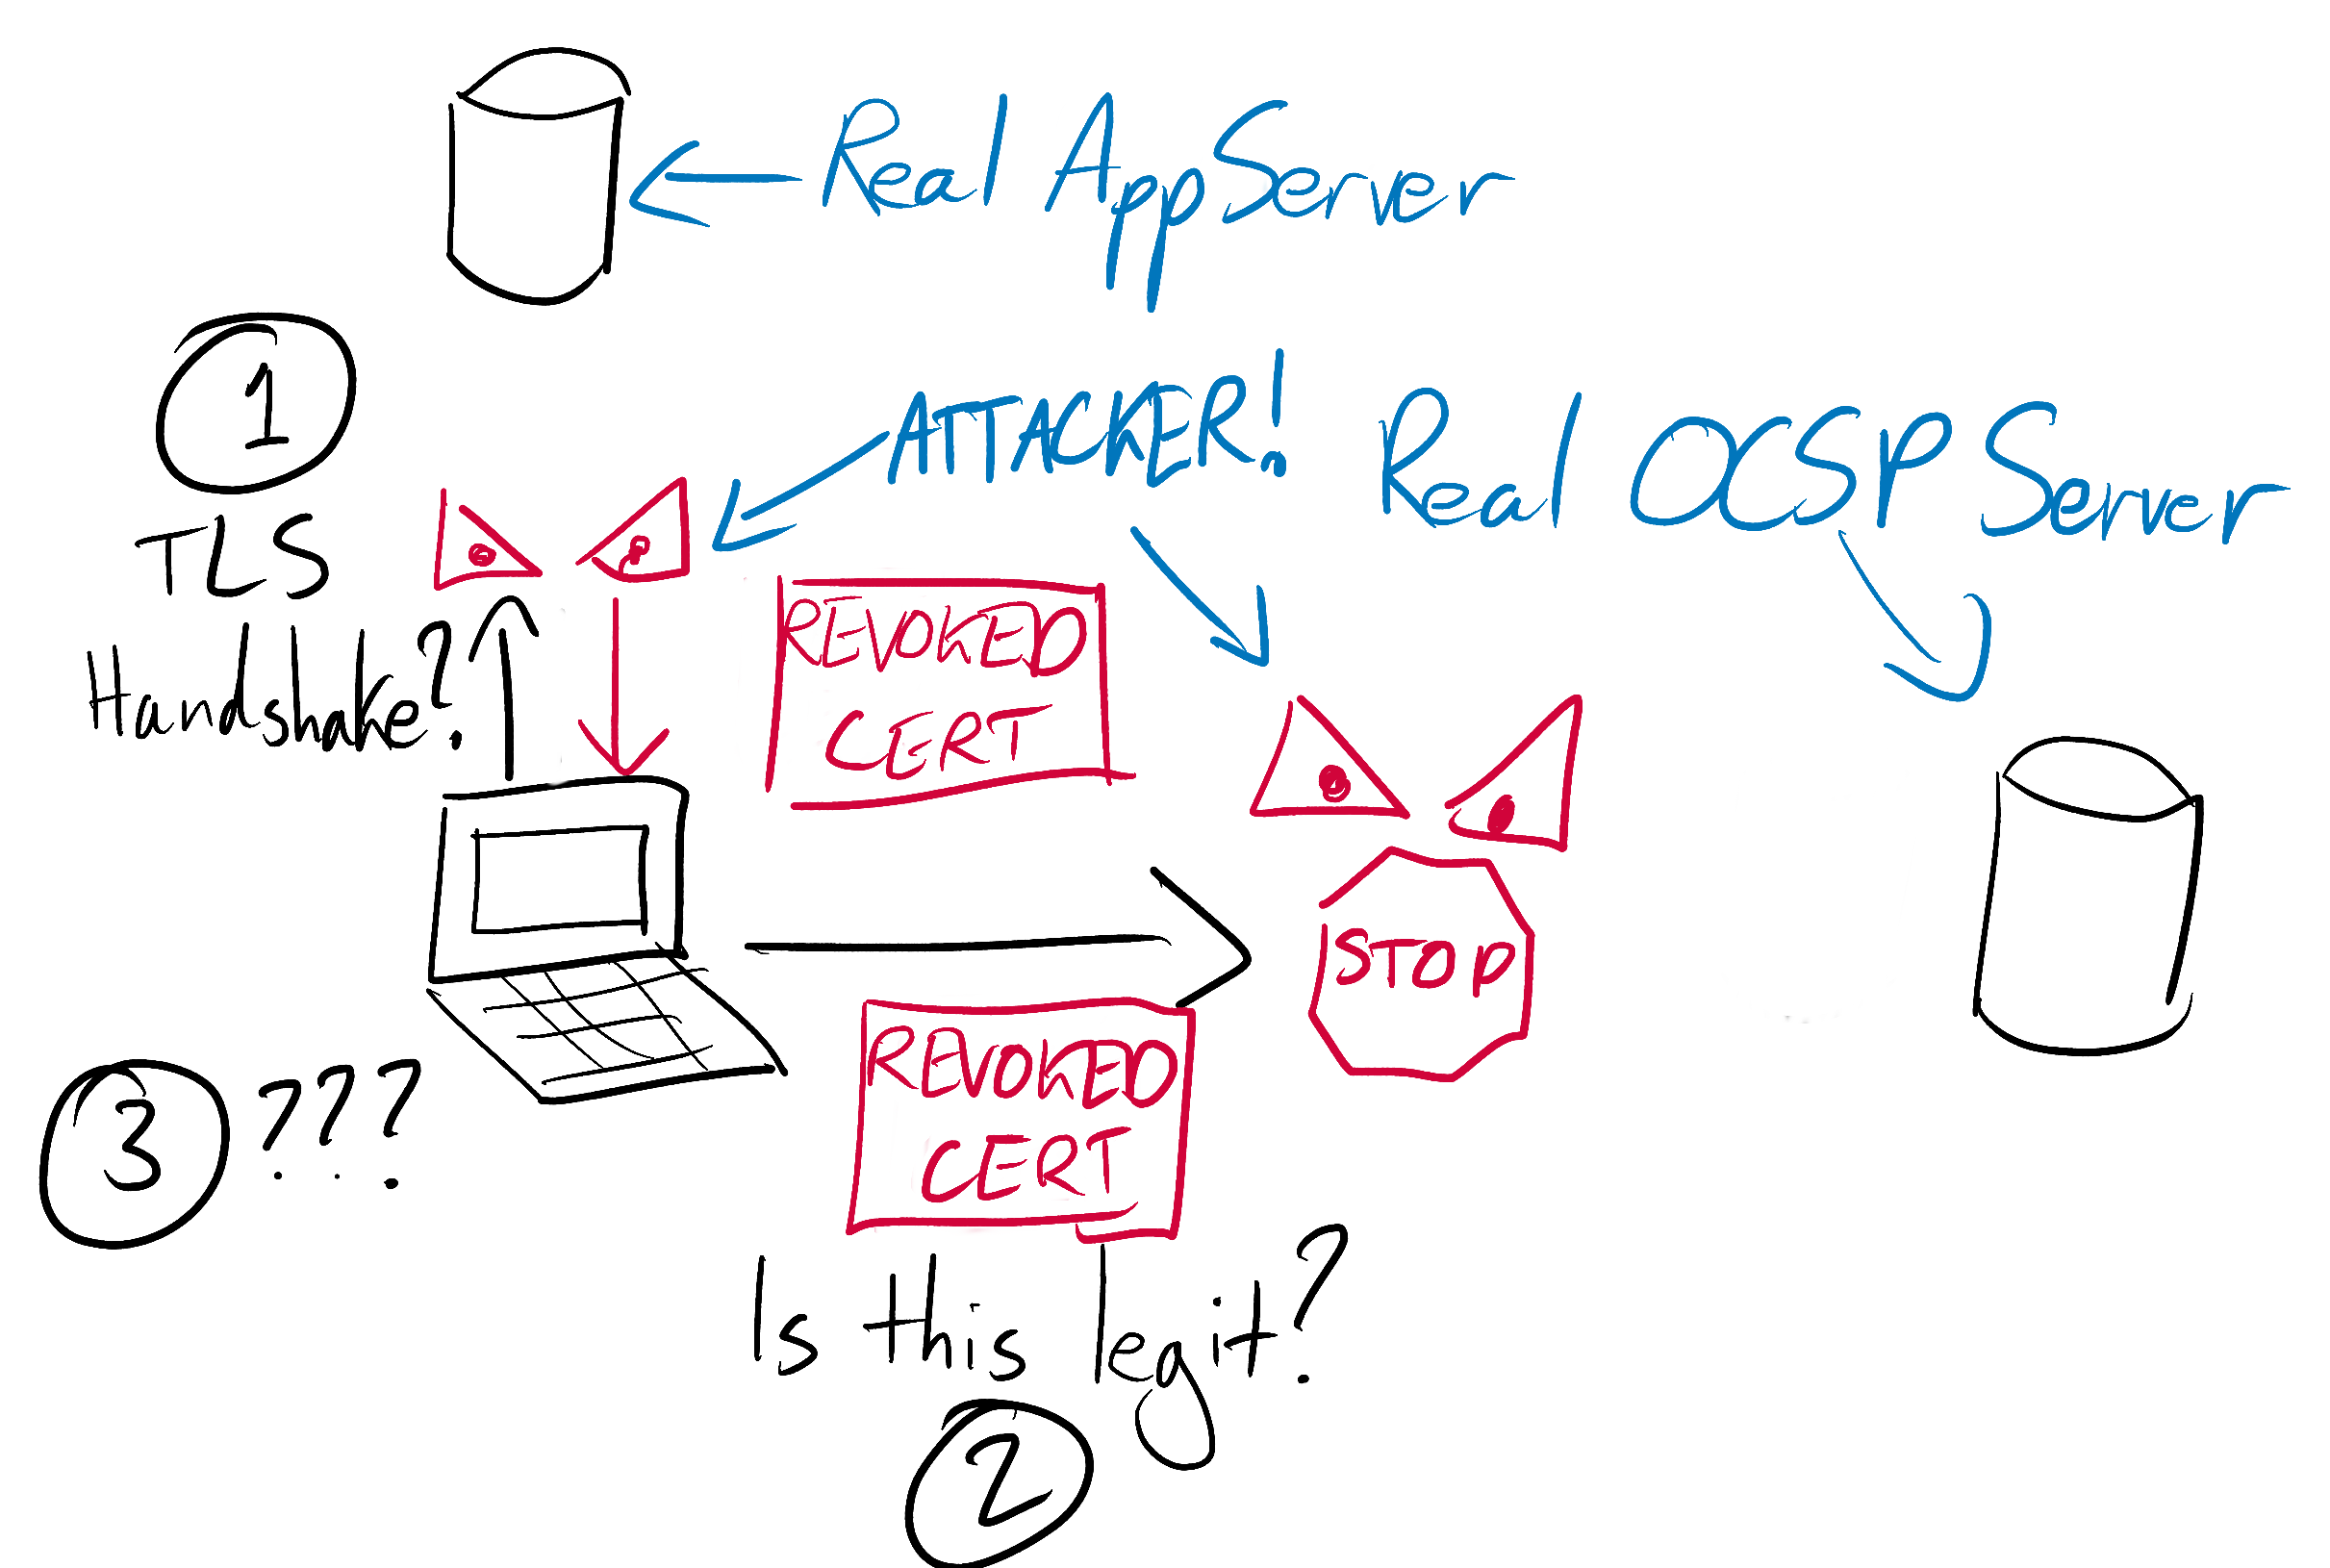 Real AppServer
1
TLS
Handshake?
ATTACKER!
Real OCSP Server
REVOKED
CERT
STOP
REVOKED
CERT
3 ???
Is this legit?
2